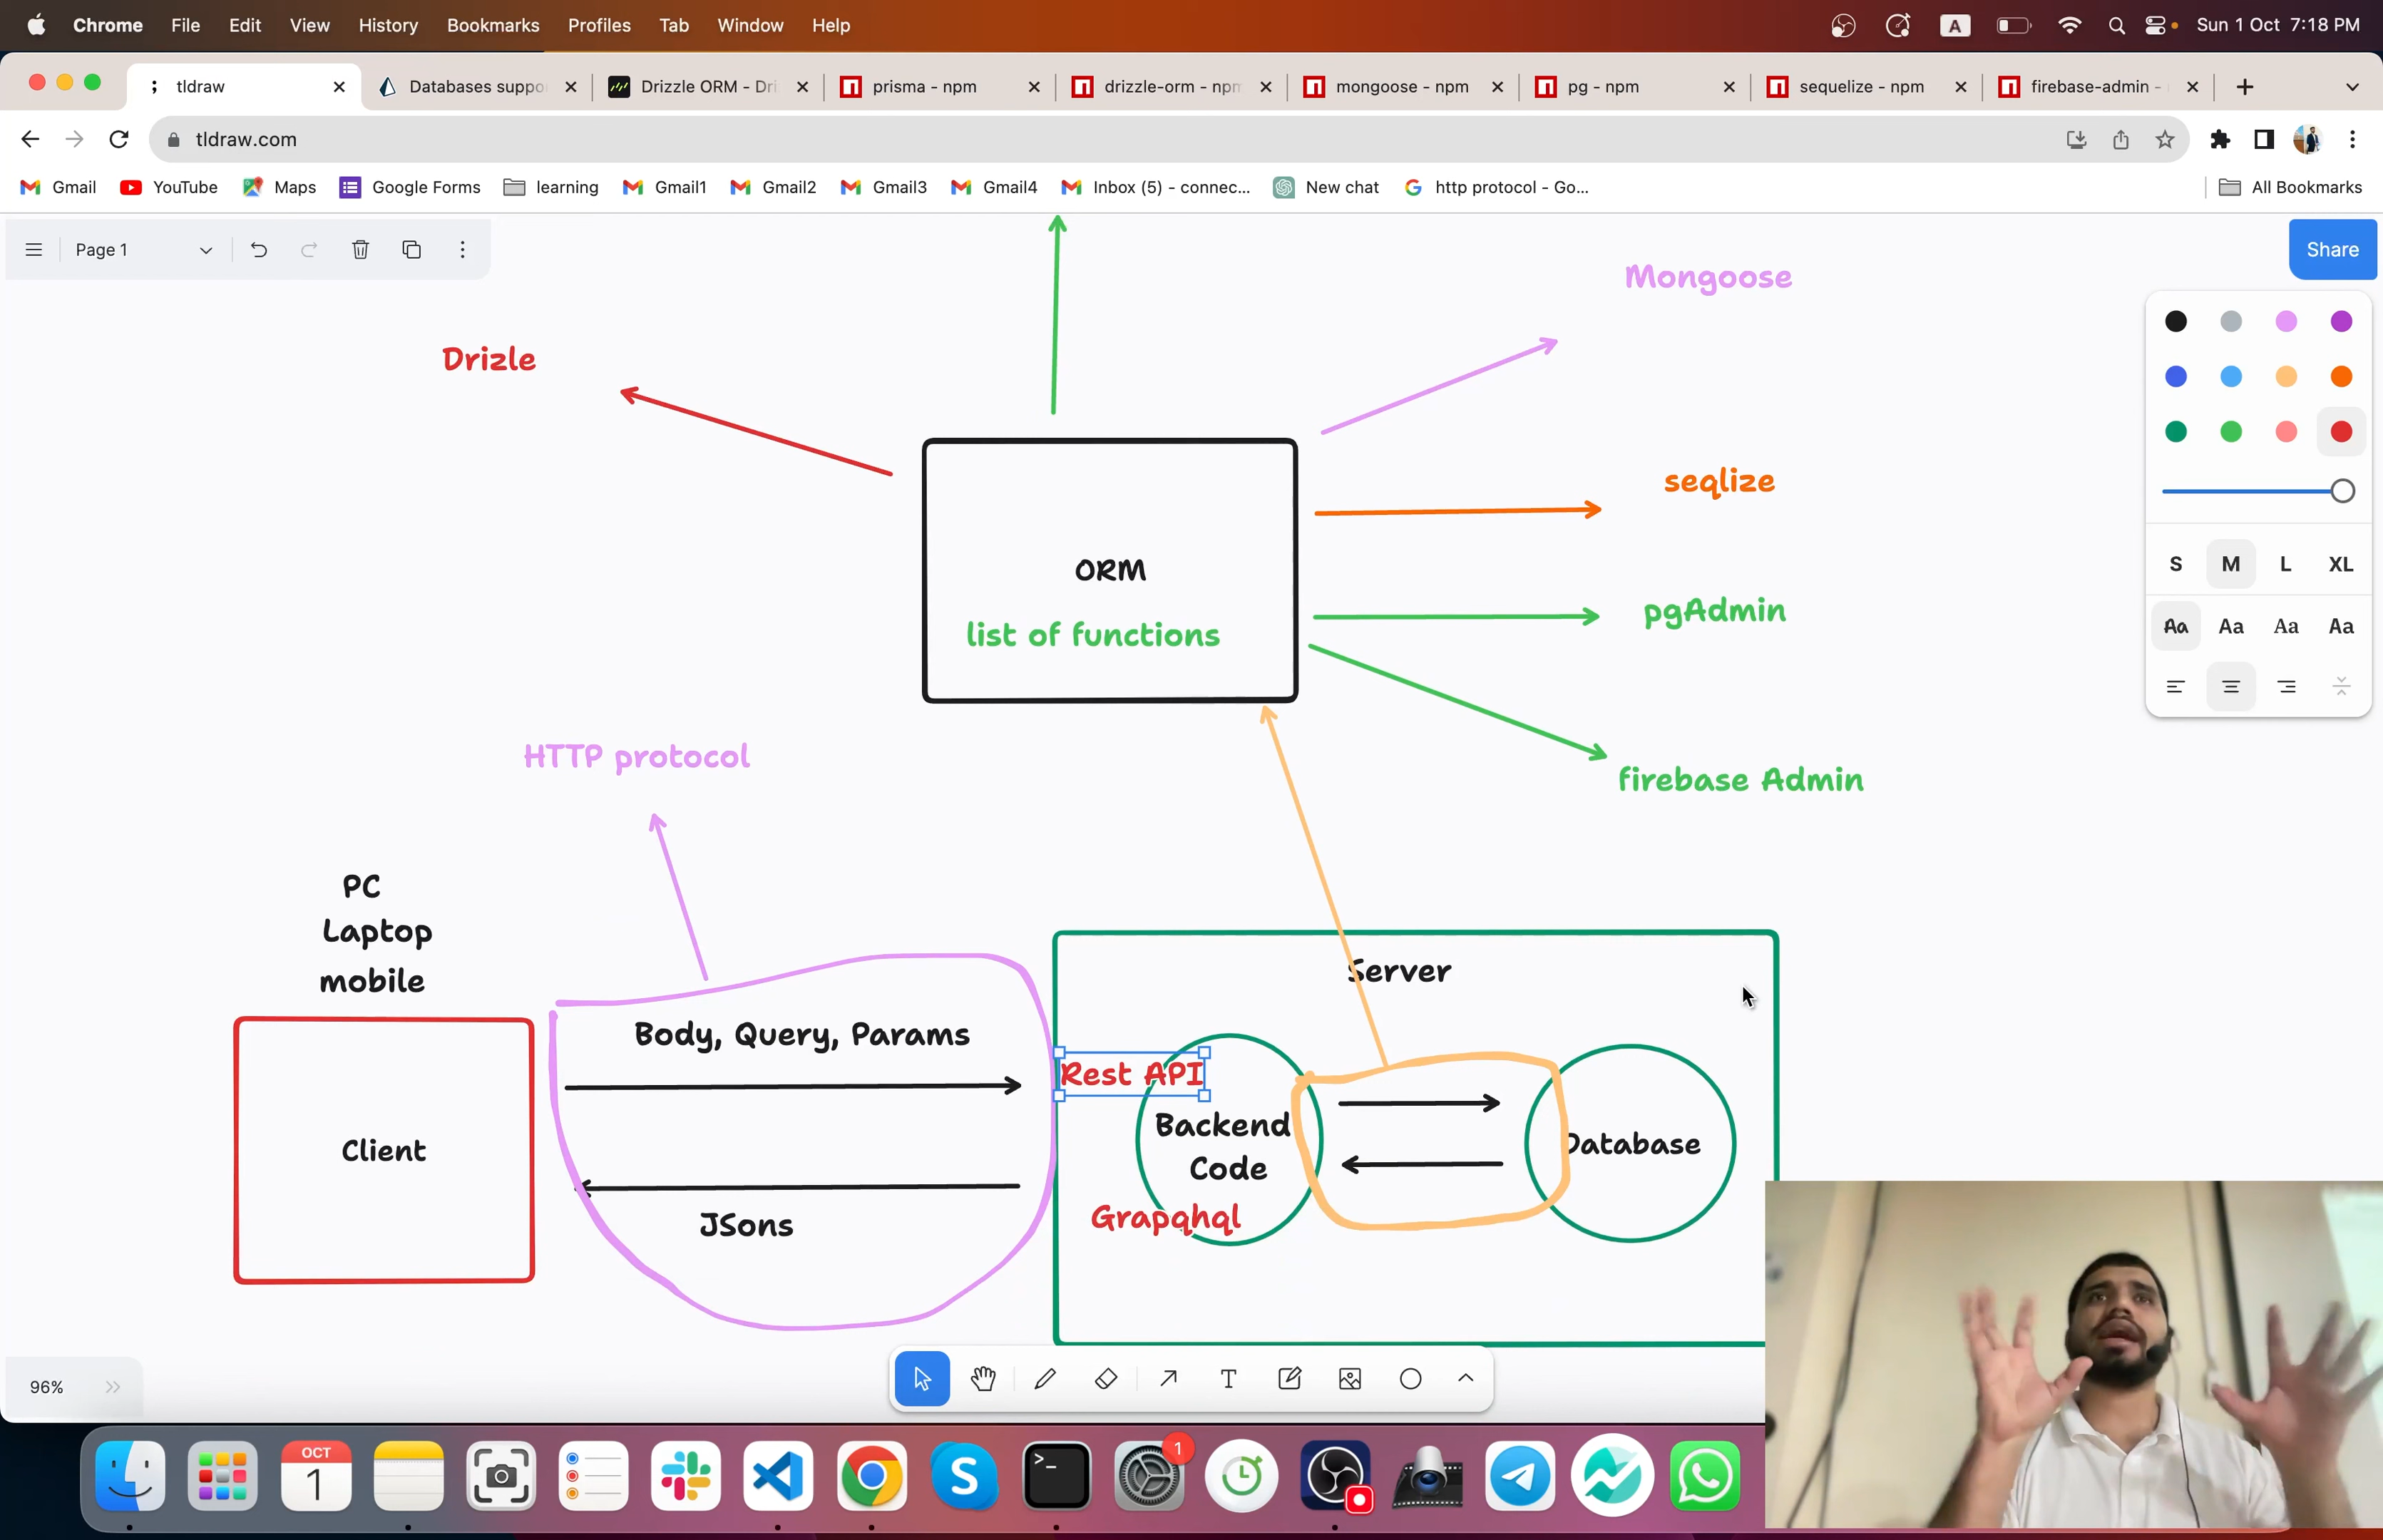 Chrome File Edit View History Bookmarks Profiles Tab Window Help
A
Sun 1 Oct 7:18 PM
tldraw
Databases suppo
Drizzle ORM - Dri
prisma - npm
drizzle-orm - npm
mongoose - npm
pg - npm
sequelize - npm
firebase-admin -
tldraw.com
Gmail
YouTube
Maps
Google Forms
learning
Gmail1
Gmail2
Gmail3
Gmail4
Inbox (5) - connec...
New chat
http protocol - Go...
All Bookmarks
Page 1
Share
Mongoose
Drizle
seqlize
ORM
list of functions
pgAdmin
firebase Admin
S M L XL
Aa Aa Aa Aa
HTTP protocol
PC
Laptop
mobile
Server
Body, Query, Params
Rest API
Backend
Code
Client
Database
Grapqhql
JSons
96%
T
OCT
1
S
>_
1